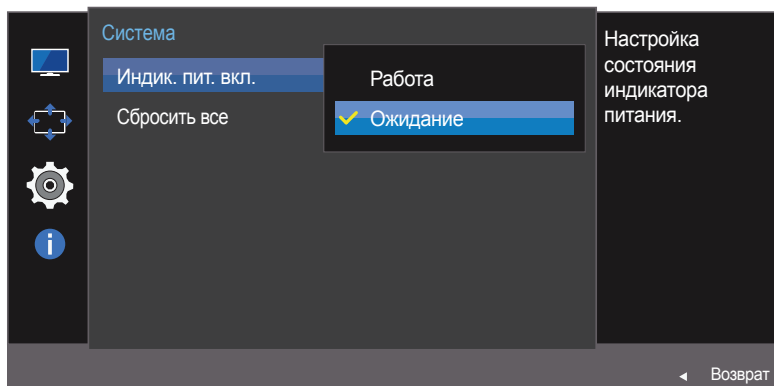 Система
Индик. пит. вкл.
Сбросить все
Работа
Ожидание
Настройка
состояния
индикатора
питания.
Возврат